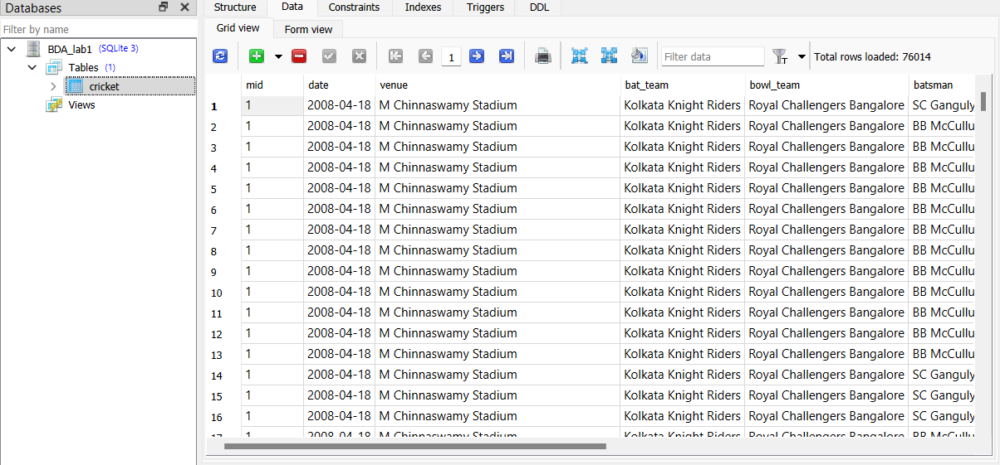 Databases
Structure Data Constraints Indexes Triggers DDL
Filter by name
Grid view Form view
BDA_lab1 (SQLite 3)
Tables (1)
cricket
Views
1 Filter data Total rows loaded: 76014
mid date venue bat_team bowl_team batsman
1 1 2008-04-18 M Chinnaswamy Stadium Kolkata Knight Riders Royal Challengers Bangalore SC Ganguly
2 1 2008-04-18 M Chinnaswamy Stadium Kolkata Knight Riders Royal Challengers Bangalore BB McCullu
3 1 2008-04-18 M Chinnaswamy Stadium Kolkata Knight Riders Royal Challengers Bangalore BB McCullu
4 1 2008-04-18 M Chinnaswamy Stadium Kolkata Knight Riders Royal Challengers Bangalore BB McCullu
5 1 2008-04-18 M Chinnaswamy Stadium Kolkata Knight Riders Royal Challengers Bangalore BB McCullu
6 1 2008-04-18 M Chinnaswamy Stadium Kolkata Knight Riders Royal Challengers Bangalore BB McCullu
7 1 2008-04-18 M Chinnaswamy Stadium Kolkata Knight Riders Royal Challengers Bangalore BB McCullu
8 1 2008-04-18 M Chinnaswamy Stadium Kolkata Knight Riders Royal Challengers Bangalore BB McCullu
9 1 2008-04-18 M Chinnaswamy Stadium Kolkata Knight Riders Royal Challengers Bangalore BB McCullu
10 1 2008-04-18 M Chinnaswamy Stadium Kolkata Knight Riders Royal Challengers Bangalore BB McCullu
11 1 2008-04-18 M Chinnaswamy Stadium Kolkata Knight Riders Royal Challengers Bangalore BB McCullu
12 1 2008-04-18 M Chinnaswamy Stadium Kolkata Knight Riders Royal Challengers Bangalore BB McCullu
13 1 2008-04-18 M Chinnaswamy Stadium Kolkata Knight Riders Royal Challengers Bangalore BB McCullu
14 1 2008-04-18 M Chinnaswamy Stadium Kolkata Knight Riders Royal Challengers Bangalore SC Ganguly
15 1 2008-04-18 M Chinnaswamy Stadium Kolkata Knight Riders Royal Challengers Bangalore SC Ganguly
16 1 2008-04-18 M Chinnaswamy Stadium Kolkata Knight Riders Royal Challengers Bangalore SC Ganguly
17 1 2008-04-18 M Chinnaswamy Stadium Kolkata Knight Riders Royal Challengers Bangalore BB McCullu